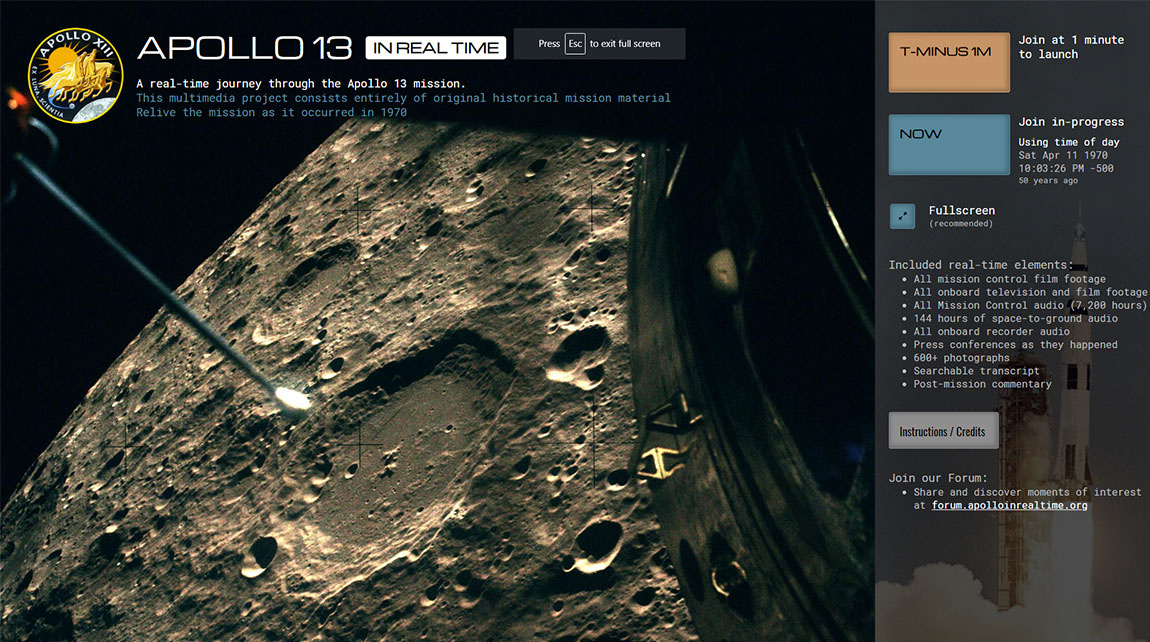 APOLLO XIII
EX LUNA, SCIENTIA
APOLLO 13 IN REAL TIME
Press Esc to exit full screen
A real-time journey through the Apollo 13 mission.
This multimedia project consists entirely of original historical mission material
Relive the mission as it occurred in 1970
T-MINUS 1M
Join at 1 minute
to launch
NOW
Join in-progress
Using time of day
Sat Apr 11 1970
10:03:26 PM -500
50 years ago
Fullscreen
(recommended)
Included real-time elements:
• All mission control film footage
• All onboard television and film footage
• All Mission Control audio (7,200 hours)
• 144 hours of space-to-ground audio
• All onboard recorder audio
• Press conferences as they happened
• 600+ photographs
• Searchable transcript
• Post-mission commentary
Instructions / Credits
Join our Forum:
• Share and discover moments of interest
at forum.apolloinrealtime.org